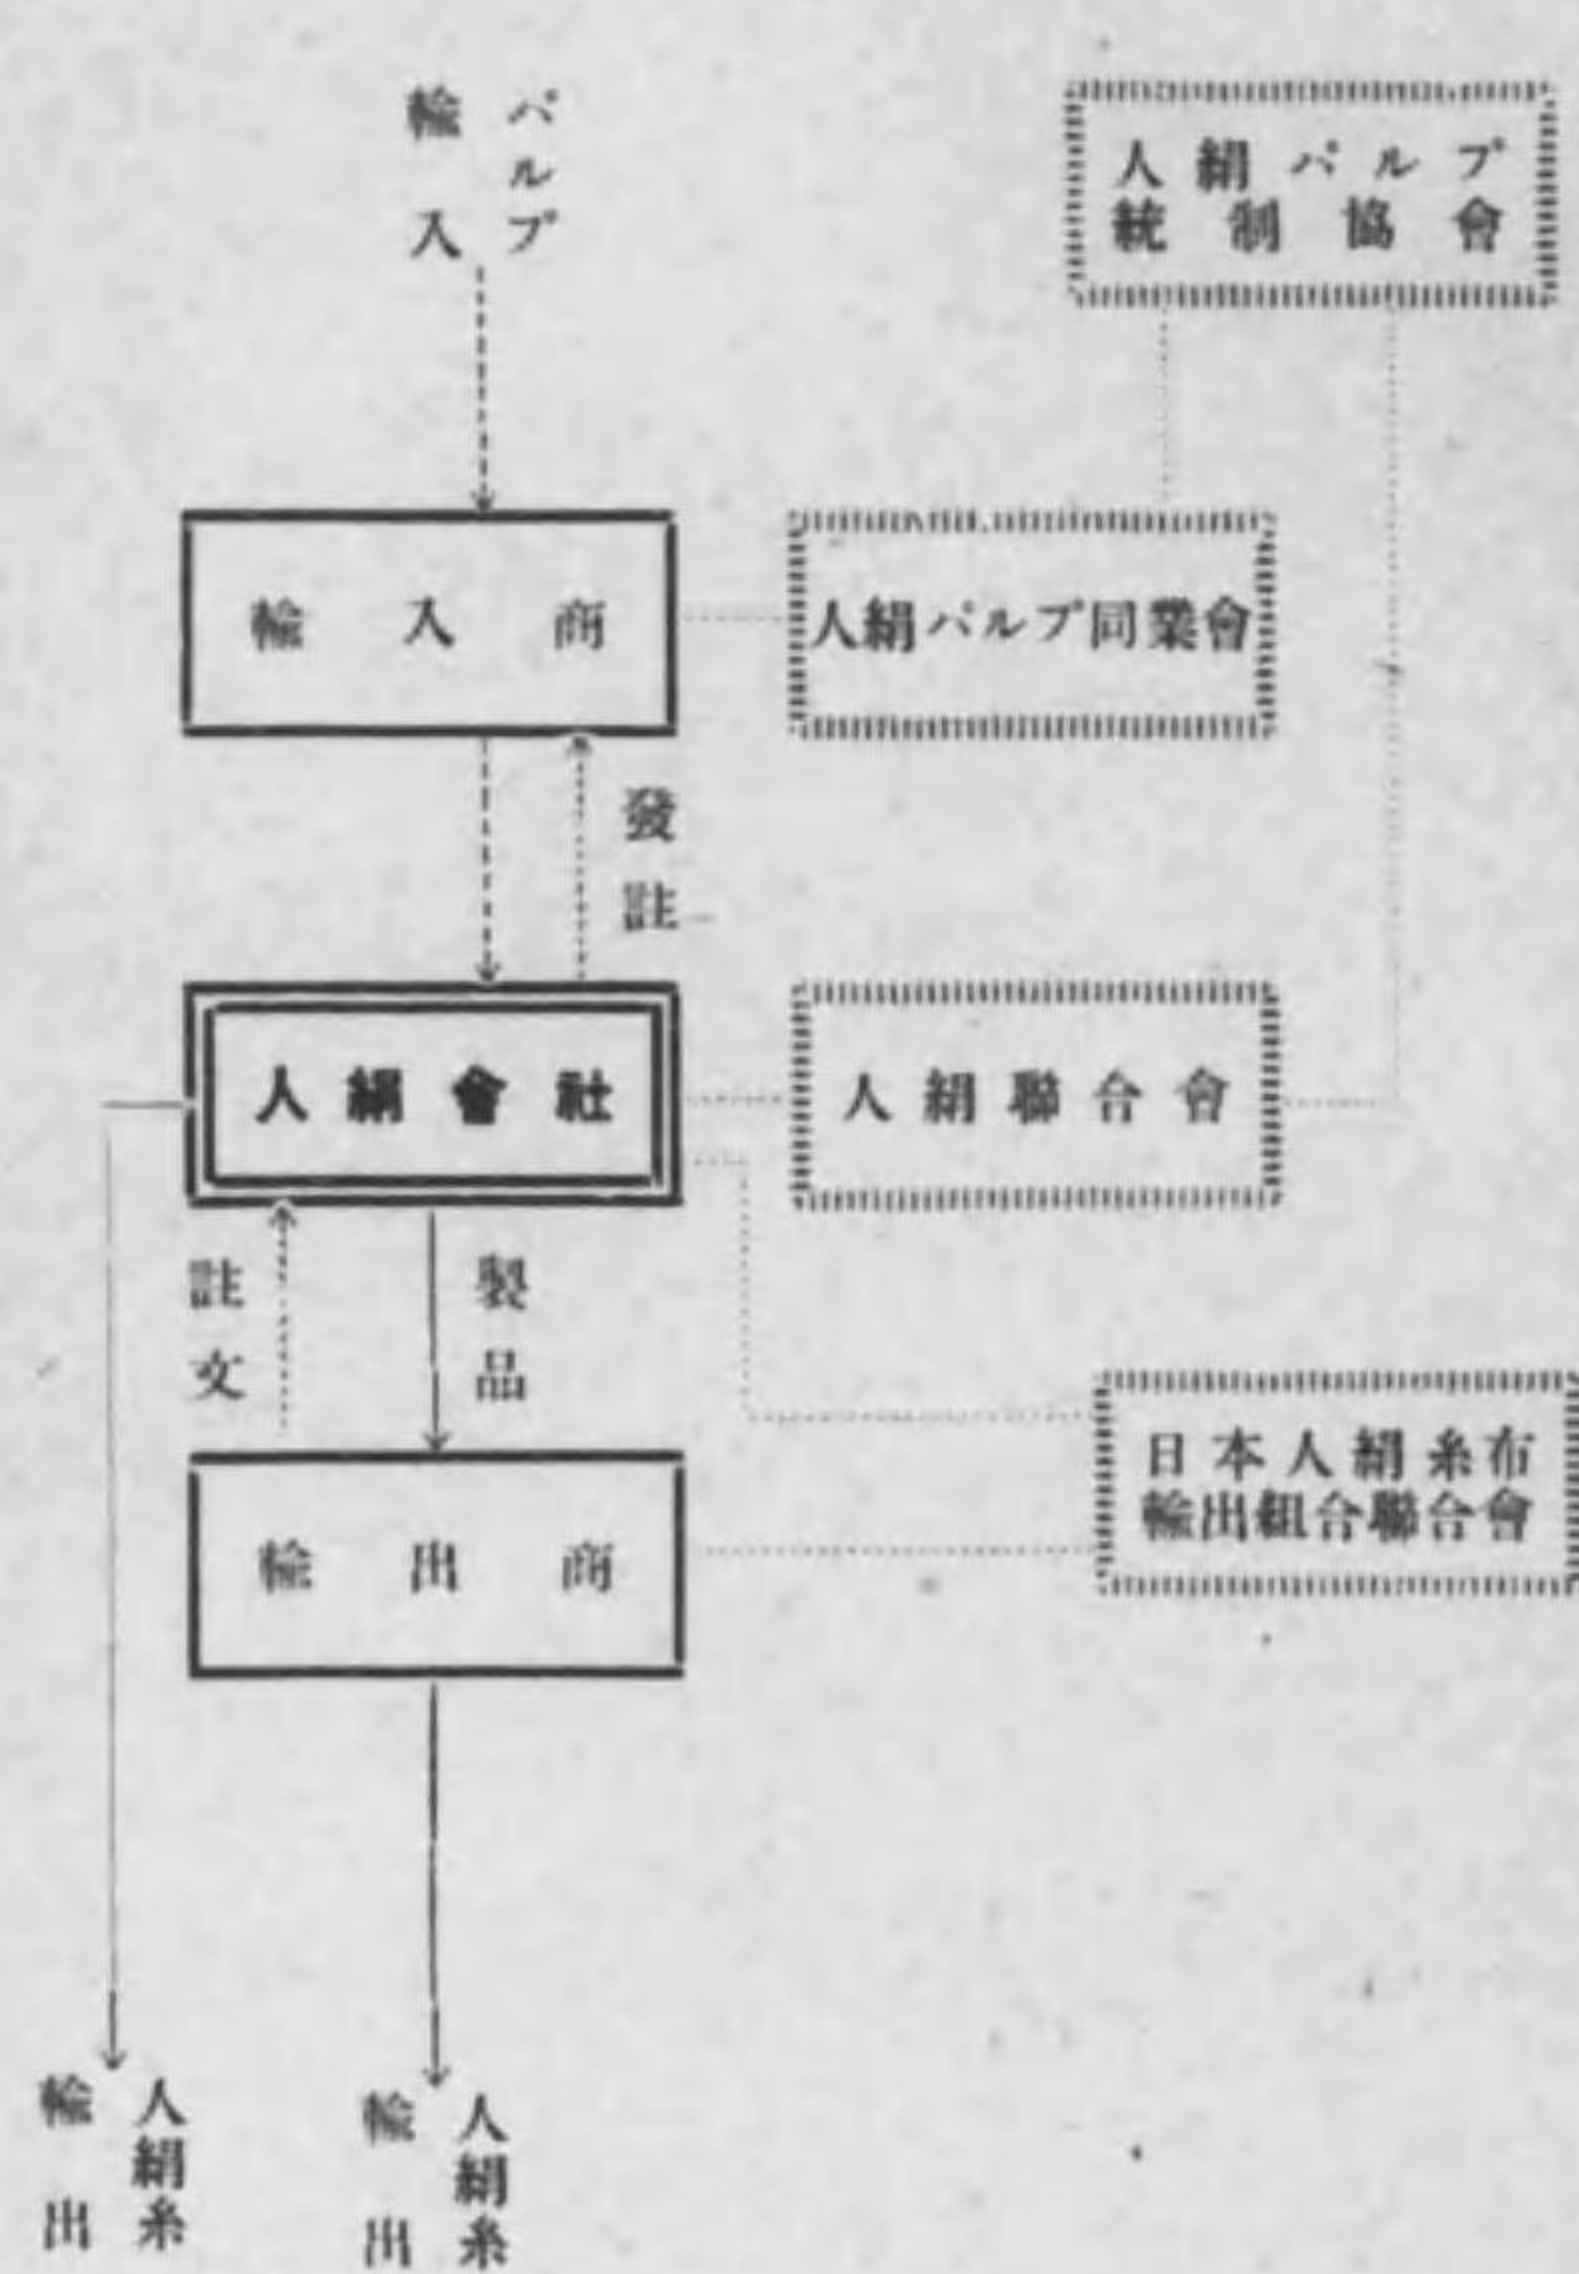 パルプ
輸入
人絹パルプ
統制協會
輸入商
人絹パルプ同業會
發註
人絹會社
人絹聯合會
註文
製品
日本人絹糸布
輸出組合聯合會
輸出商
人絹糸
輸出
人絹糸
輸出